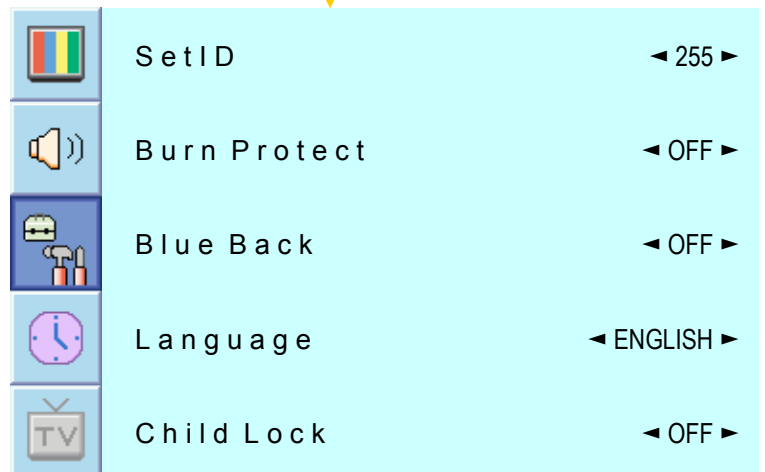 SetID ◄ 255 ►
Burn Protect ◄ OFF ►
Blue Back ◄ OFF ►
Language ◄ ENGLISH ►
TV
Child Lock ◄ OFF ►